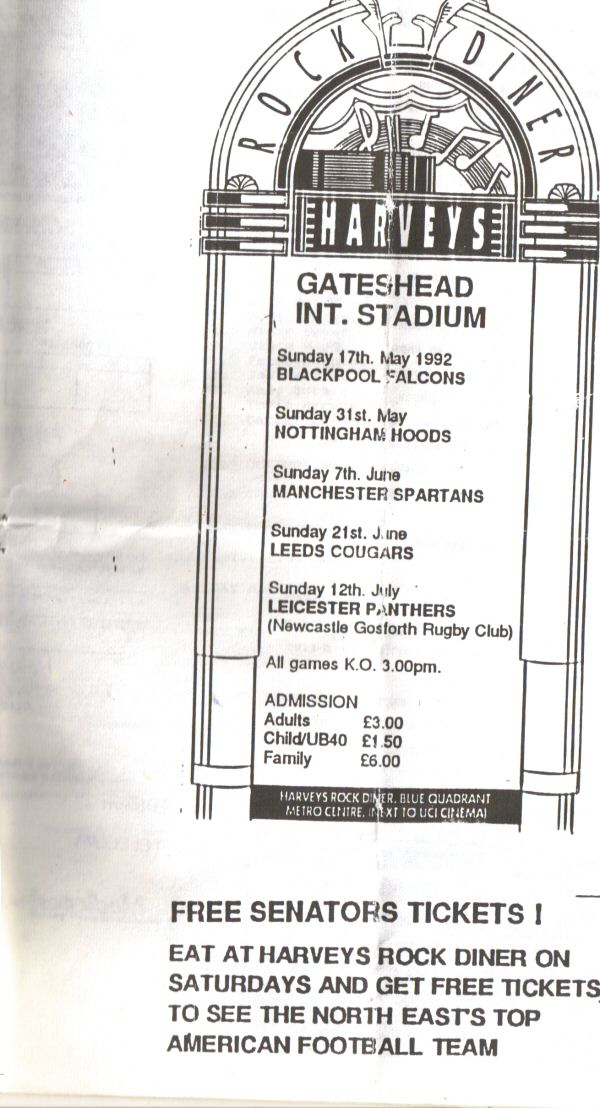 ROCK DINER
HARVEYS
GATESHEAD
INT. STADIUM
Sunday 17th. May 1992
BLACKPOOL FALCONS
Sunday 31st. May
NOTTINGHAM HOODS
Sunday 7th. June
MANCHESTER SPARTANS
Sunday 21st. June
LEEDS COUGARS
Sunday 12th. July
LEICESTER PANTHERS
(Newcastle Gosforth Rugby Club)
All games K.O. 3.00pm.
ADMISSION
Adults £3.00
Child/UB40 £1.50
Family £6.00
HARVEYS ROCK DINER, BLUE QUADRANT
METRO CENTRE, (NEXT TO UCI CINEMA)
FREE SENATORS TICKETS !
EAT AT HARVEYS ROCK DINER ON
SATURDAYS AND GET FREE TICKETS
TO SEE THE NORTH EAST'S TOP
AMERICAN FOOTBALL TEAM